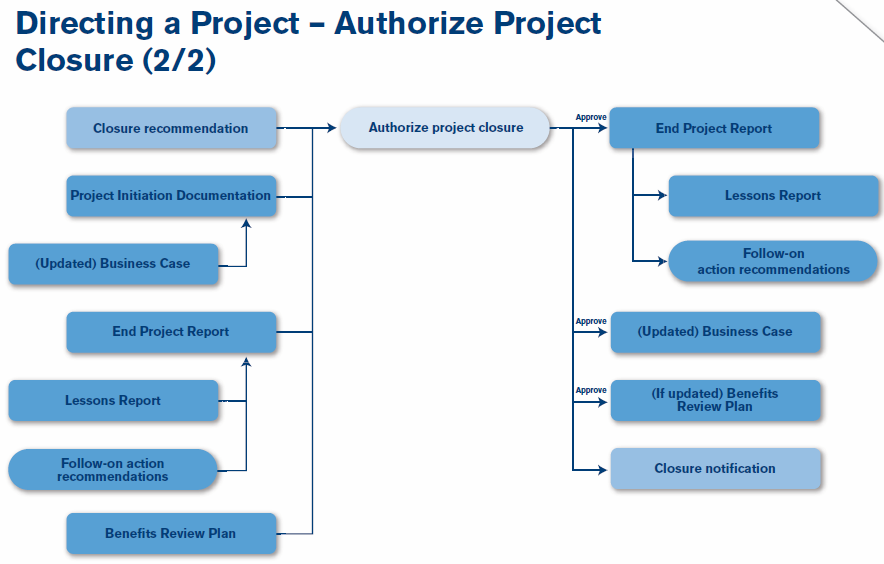 Directing a Project – Authorize Project
Closure (2/2)
Closure recommendation
Authorize project closure
Approve
End Project Report
Project Initiation Documentation
Lessons Report
(Updated) Business Case
Follow-on
action recommendations
End Project Report
Approve
(Updated) Business Case
Lessons Report
Approve
(If updated) Benefits
Review Plan
Follow-on action
recommendations
Closure notification
Benefits Review Plan